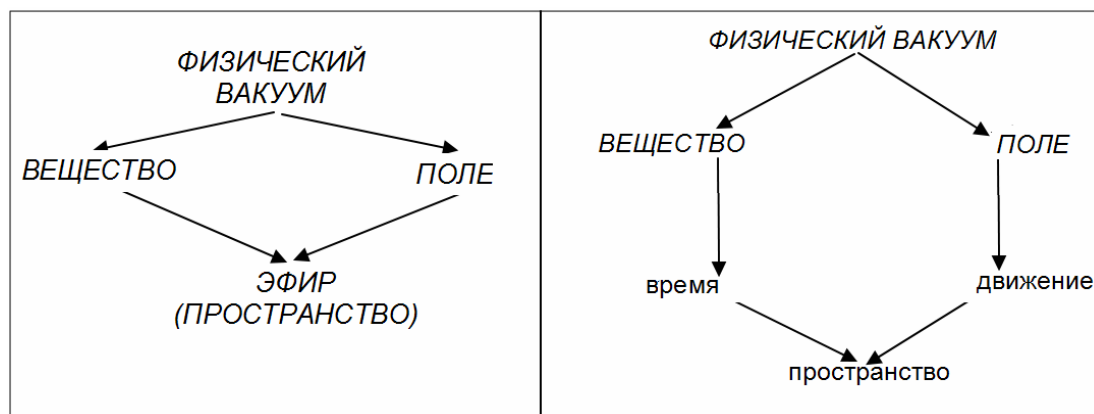 ФИЗИЧЕСКИЙ
ВАКУУМ
ВЕЩЕСТВО
ПОЛЕ
ЭФИР
(ПРОСТРАНСТВО)
ФИЗИЧЕСКИЙ ВАКУУМ
ВЕЩЕСТВО
ПОЛЕ
время
движение
пространство